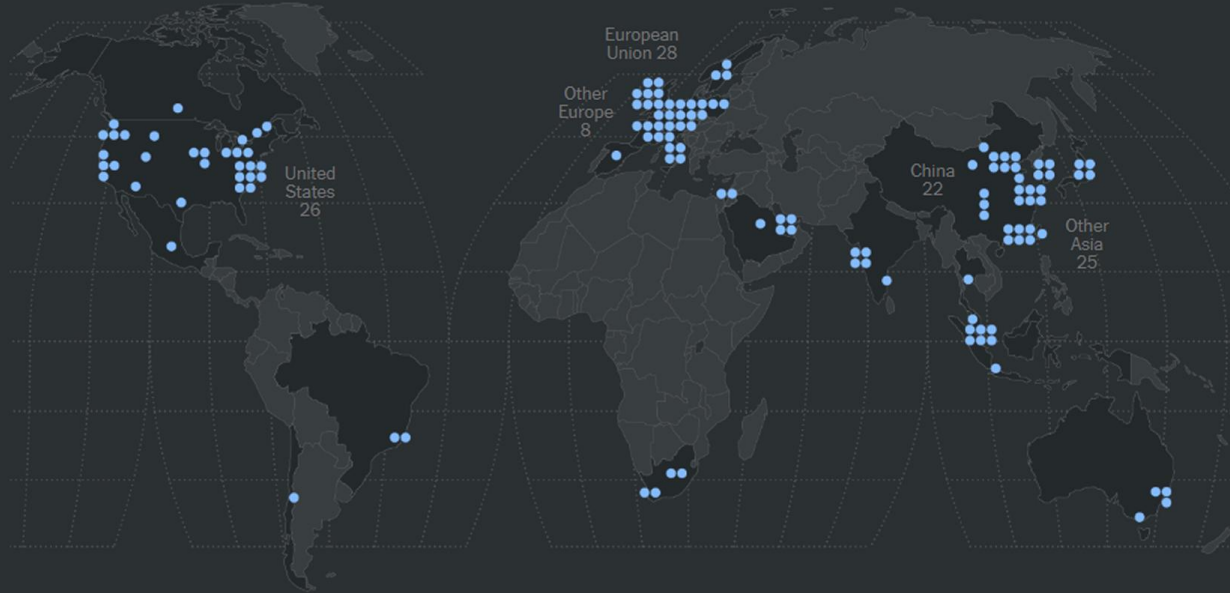 European
Union 28
Other
Europe
8
United
States
26
China
22
Other
Asia
25